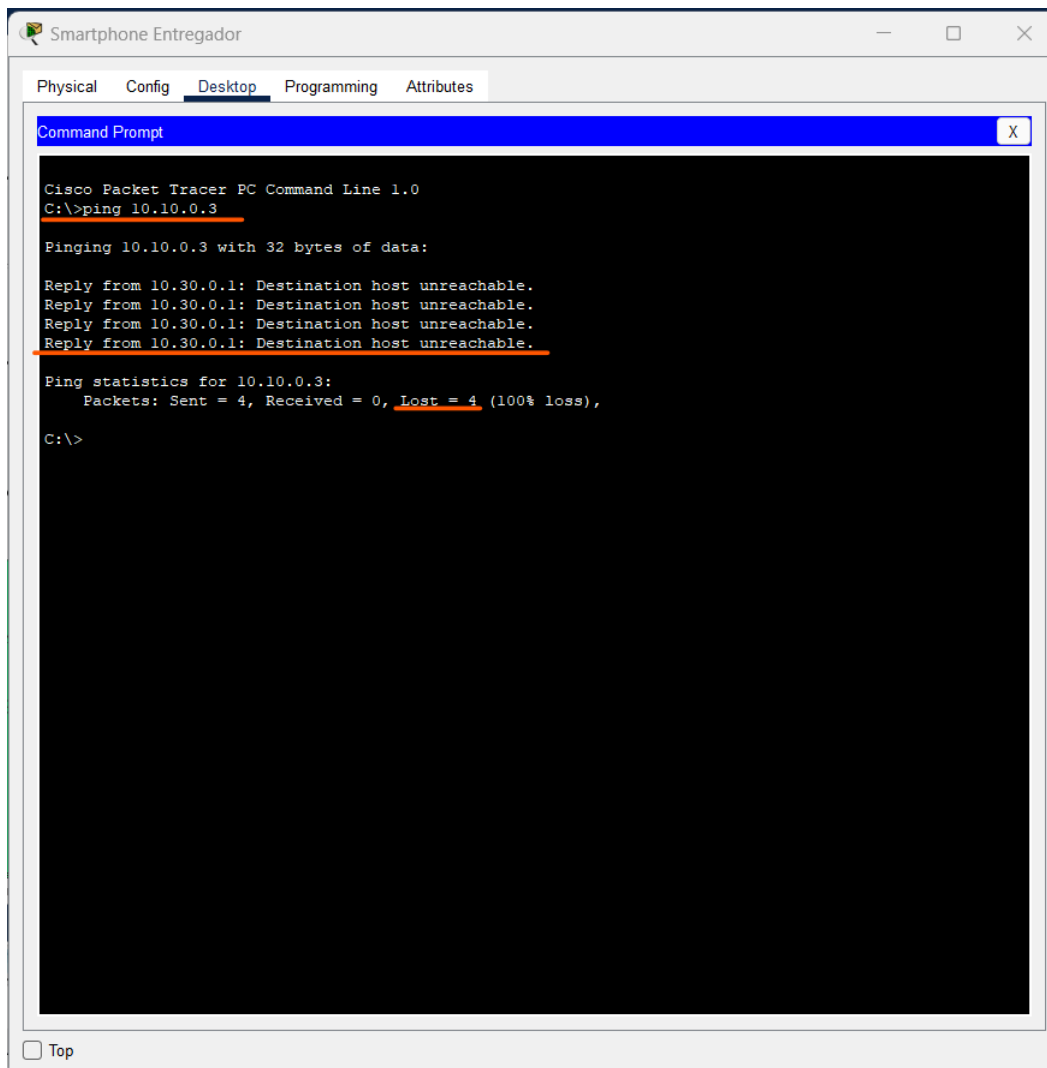 Smartphone Entregador
Physical Config Desktop Programming Attributes
Command Prompt
X
Cisco Packet Tracer PC Command Line 1.0
C:\>ping 10.10.0.3
Pinging 10.10.0.3 with 32 bytes of data:
Reply from 10.30.0.1: Destination host unreachable.
Reply from 10.30.0.1: Destination host unreachable.
Reply from 10.30.0.1: Destination host unreachable.
Reply from 10.30.0.1: Destination host unreachable.
Ping statistics for 10.10.0.3:
    Packets: Sent = 4, Received = 0, Lost = 4 (100% loss),
C:\>
Top